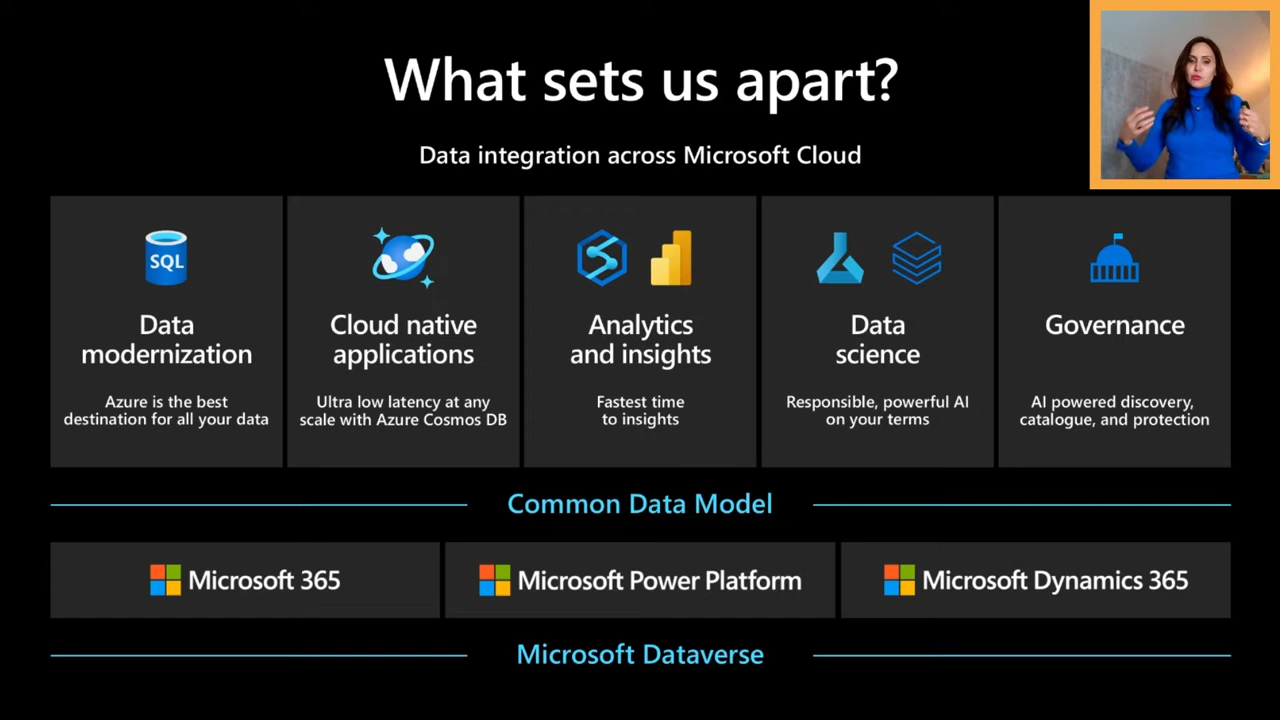 What sets us apart?
Data integration across Microsoft Cloud
SQL
Data
modernization
Azure is the best
destination for all your data
Cloud native
applications
Ultra low latency at any
scale with Azure Cosmos DB
Analytics
and insights
Fastest time
to insights
Data
science
Responsible, powerful AI
on your terms
Governance
AI powered discovery,
catalogue, and protection
Common Data Model
Microsoft 365
Microsoft Power Platform
Microsoft Dynamics 365
Microsoft Dataverse